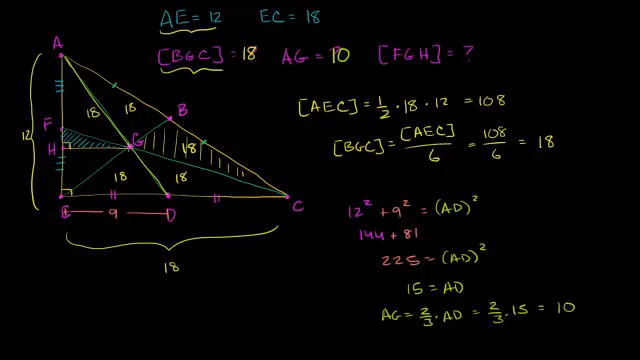 AE = 12 EC = 18
[BGC] = 18 AG = 10 [FGH] = ?
A
B
F
G
H
E
D
C
12
18
18
18
18
18
9
18
[AEC] = 1/2 · 18 · 12 = 108
[BGC] = [AEC]/6 = 108/6 = 18
12² + 9² = (AD)²
144 + 81
225 = (AD)²
15 = AD
AG = 2/3 · AD = 2/3 · 15 = 10